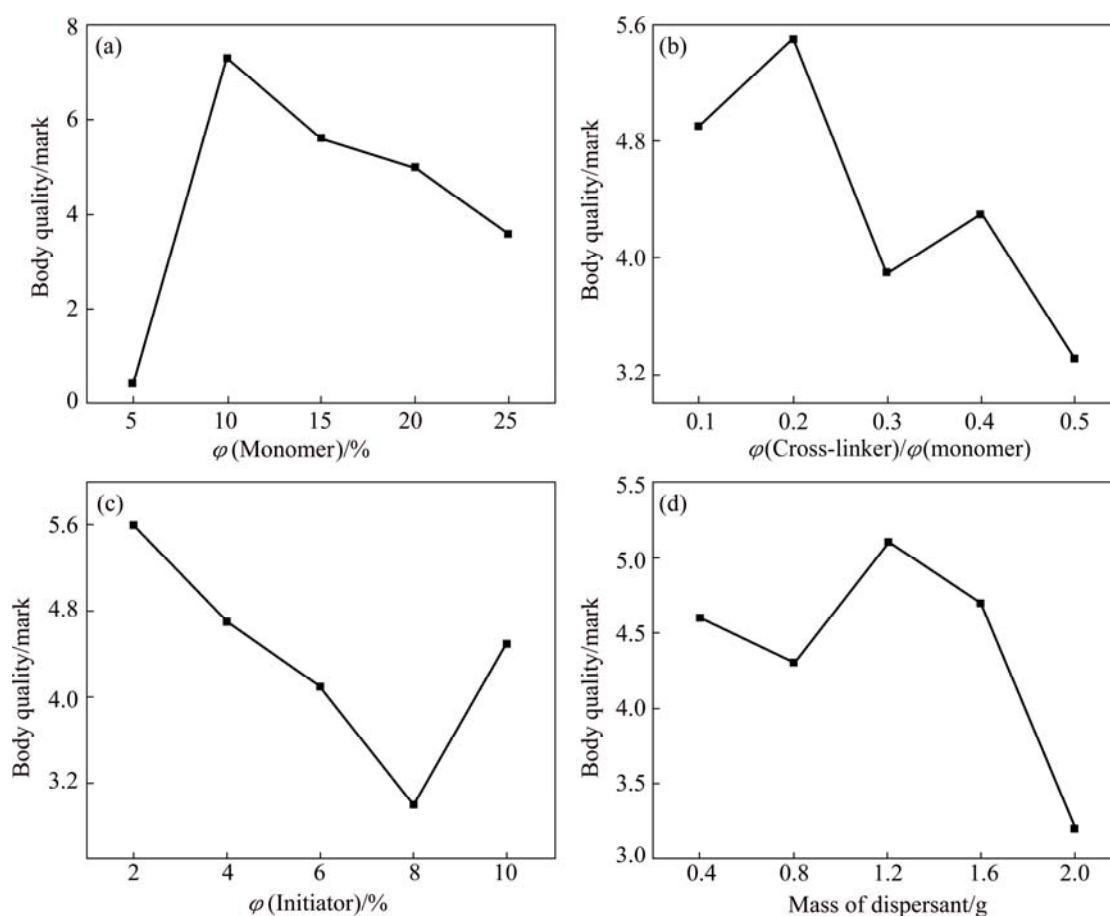 (a)
8
6
4
2
0
Body quality/mark
5 10 15 20 25
φ (Monomer)/%
(b)
5.6
4.8
4.0
3.2
Body quality/mark
0.1 0.2 0.3 0.4 0.5
φ(Cross-linker)/φ(monomer)
(c)
5.6
4.8
4.0
3.2
Body quality/mark
2 4 6 8 10
φ (Initiator)/%
(d)
5.5
5.0
4.5
4.0
3.5
3.0
Body quality/mark
0.4 0.8 1.2 1.6 2.0
Mass of dispersant/g